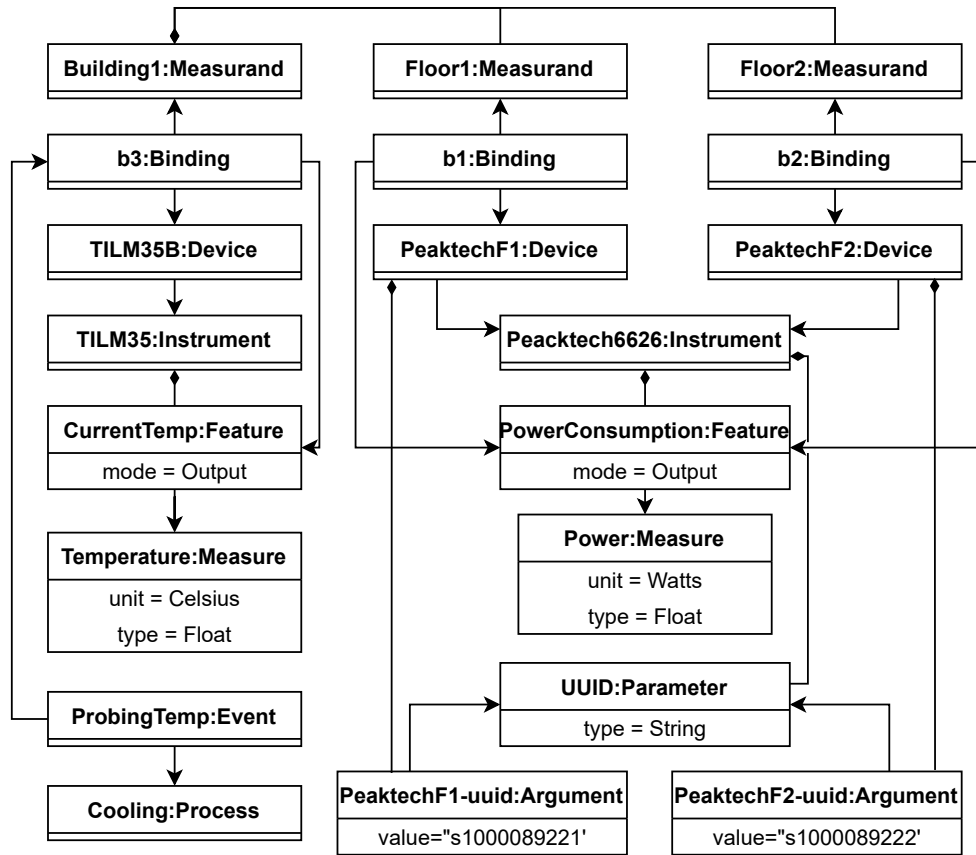 Building1:Measurand
Floor1:Measurand
Floor2:Measurand
b3:Binding
b1:Binding
b2:Binding
TILM35B:Device
PeaktechF1:Device
PeaktechF2:Device
TILM35:Instrument
Peacktech6626:Instrument
CurrentTemp:Feature
mode = Output
PowerConsumption:Feature
mode = Output
Temperature:Measure
unit = Celsius
type = Float
Power:Measure
unit = Watts
type = Float
ProbingTemp:Event
UUID:Parameter
type = String
Cooling:Process
PeaktechF1-uuid:Argument
value="s1000089221'
PeaktechF2-uuid:Argument
value="s1000089222'